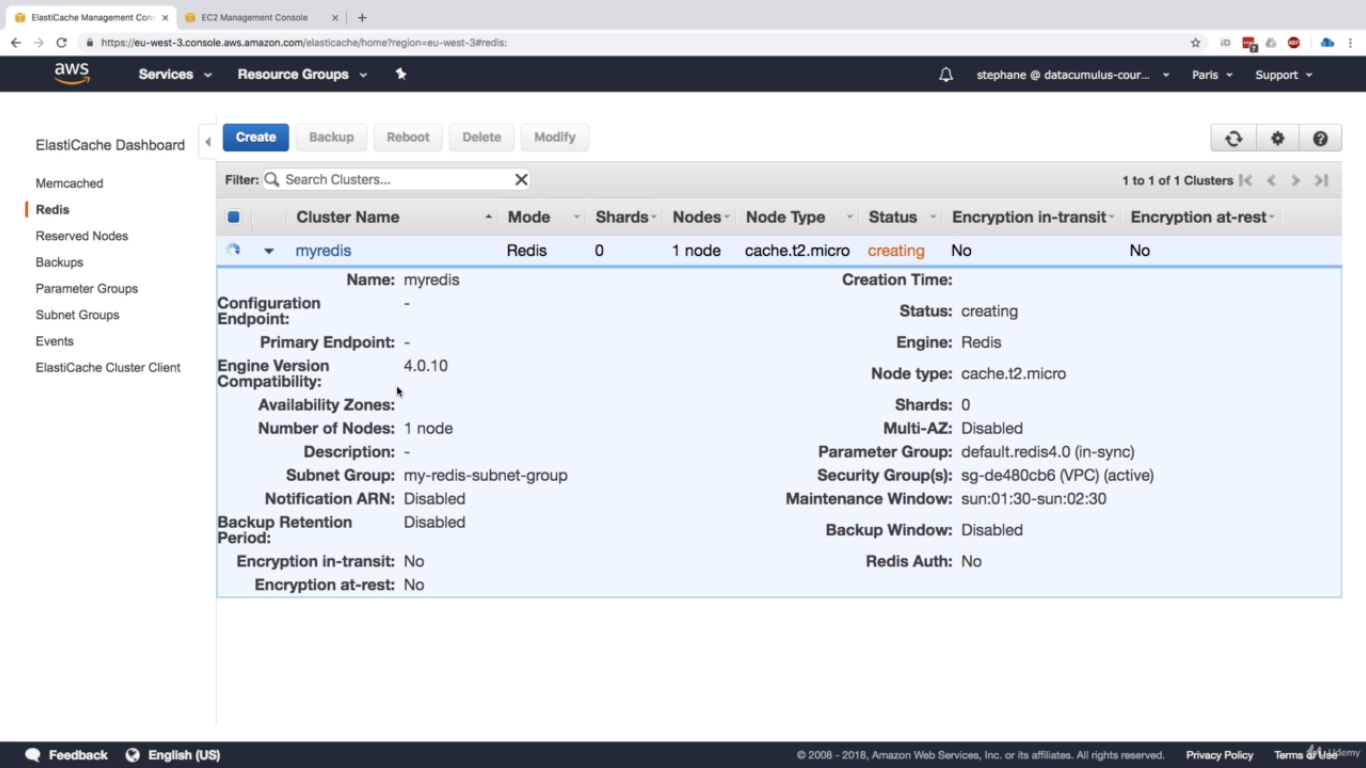 ElastiCache Management Con
EC2 Management Console
https://eu-west-3.console.aws.amazon.com/elasticache/home?region=eu-west-3#redis:
aws Services Resource Groups stephane @ datacumulus-cour... Paris Support
ElastiCache Dashboard
Memcached
Redis
Reserved Nodes
Backups
Parameter Groups
Subnet Groups
Events
ElastiCache Cluster Client
Create Backup Reboot Delete Modify
Filter: Search Clusters... 1 to 1 of 1 Clusters
Cluster Name Mode Shards Nodes Node Type Status Encryption in-transit Encryption at-rest
myredis Redis 0 1 node cache.t2.micro creating No No
Name: myredis
Configuration Endpoint: -
Primary Endpoint: -
Engine Version Compatibility: 4.0.10
Availability Zones:
Number of Nodes: 1 node
Description: -
Subnet Group: my-redis-subnet-group
Notification ARN: Disabled
Backup Retention Period: Disabled
Encryption in-transit: No
Encryption at-rest: No
Creation Time:
Status: creating
Engine: Redis
Node type: cache.t2.micro
Shards: 0
Multi-AZ: Disabled
Parameter Group: default.redis4.0 (in-sync)
Security Group(s): sg-de480cb6 (VPC) (active)
Maintenance Window: sun:01:30-sun:02:30
Backup Window: Disabled
Redis Auth: No
Feedback English (US) © 2008 - 2018, Amazon Web Services, Inc. or its affiliates. All rights reserved. Privacy Policy Terms of Use
Udemy